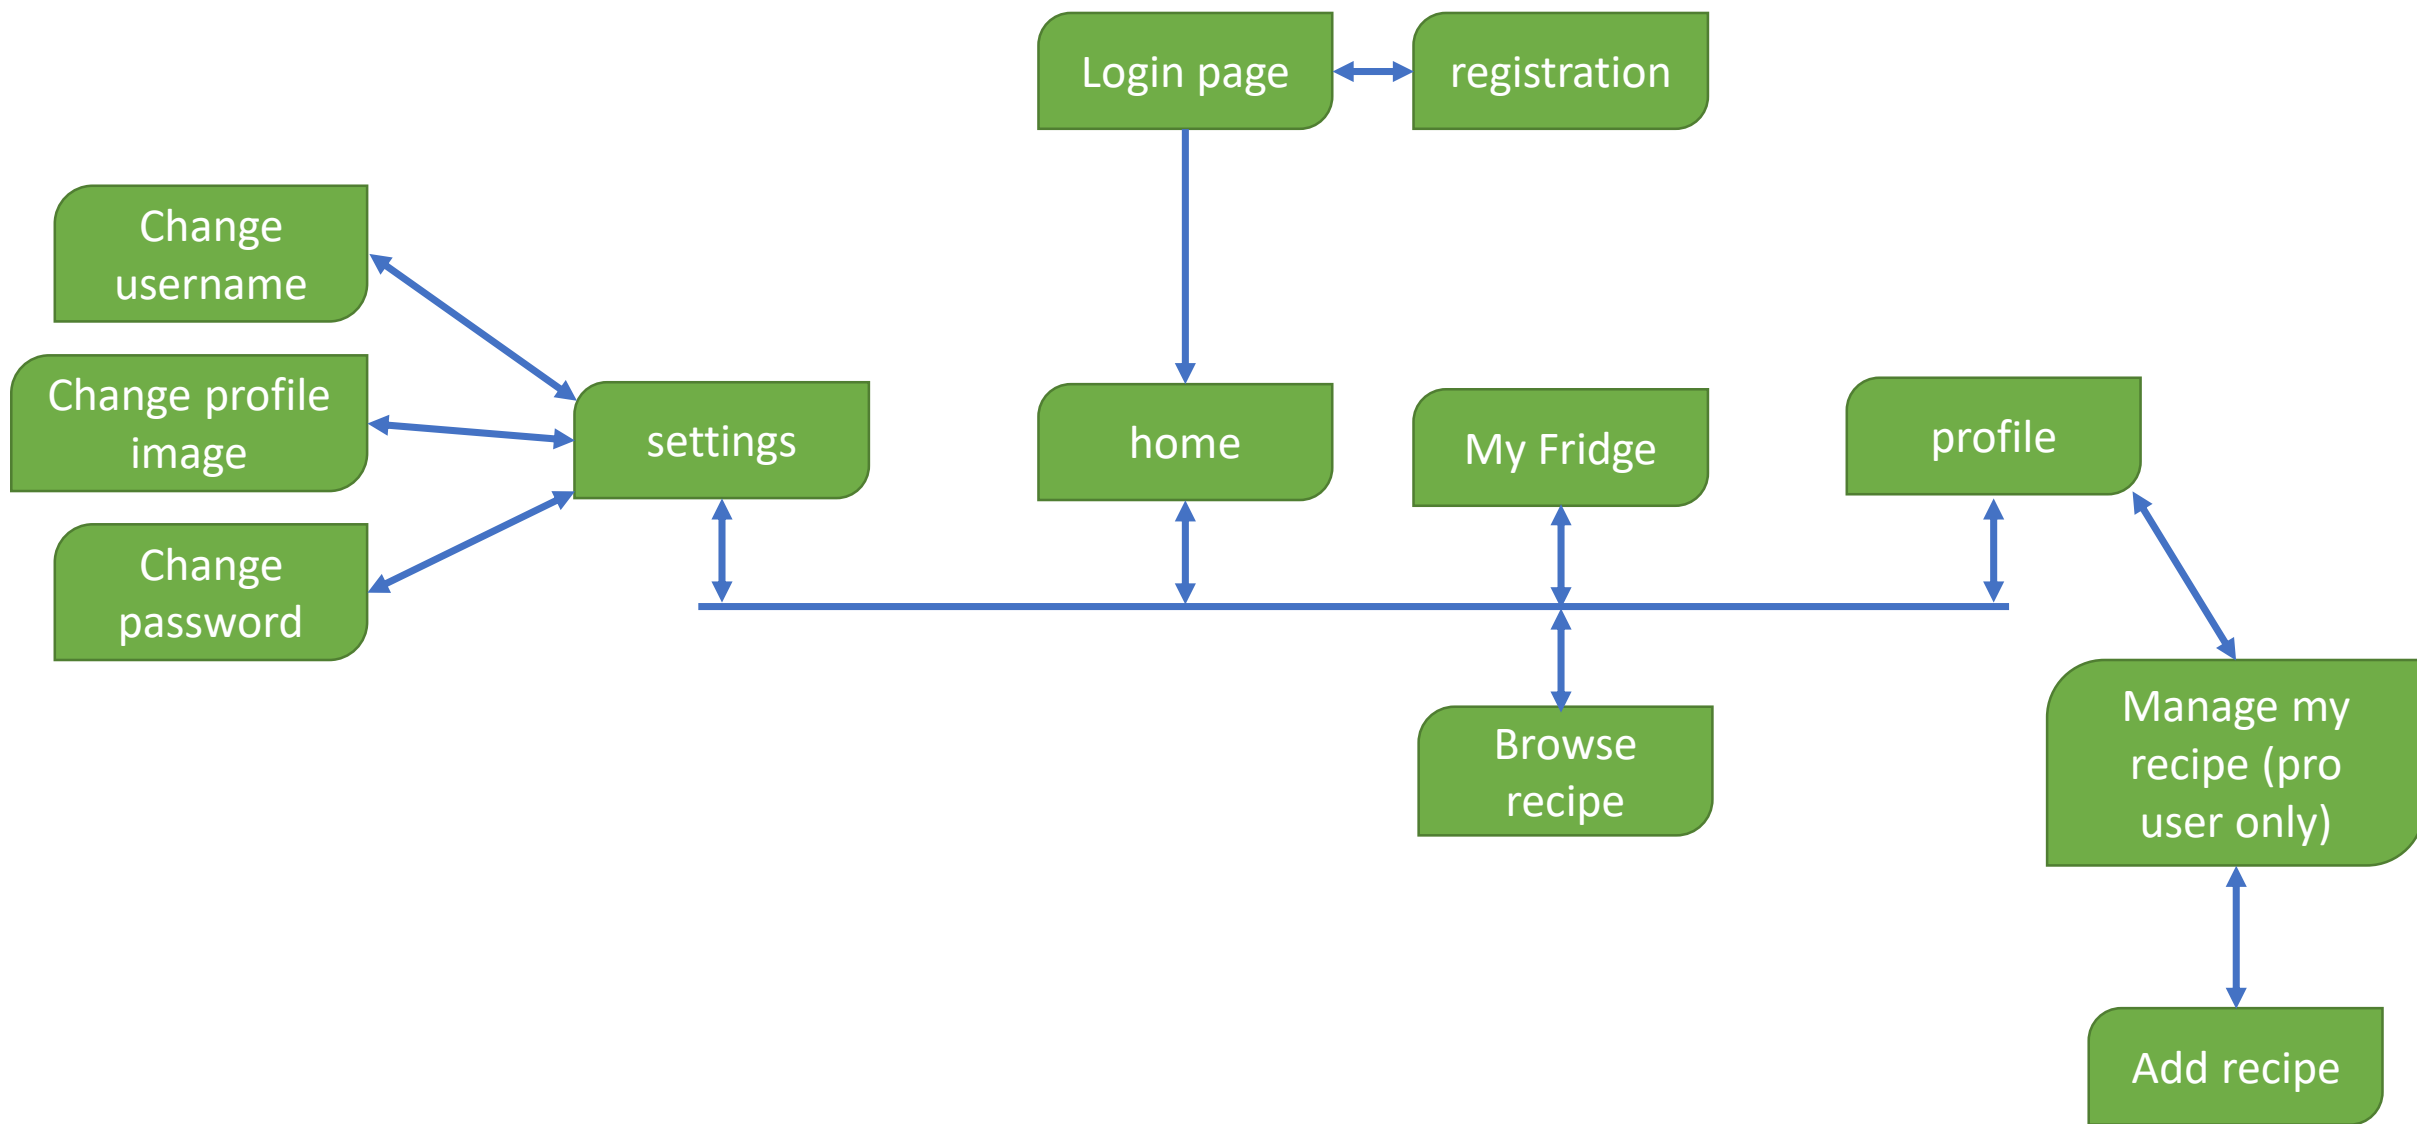 Login page
registration
Change
username
Change profile
image
Change
password
settings
home
My Fridge
profile
Browse
recipe
Manage my
recipe (pro
user only)
Add recipe